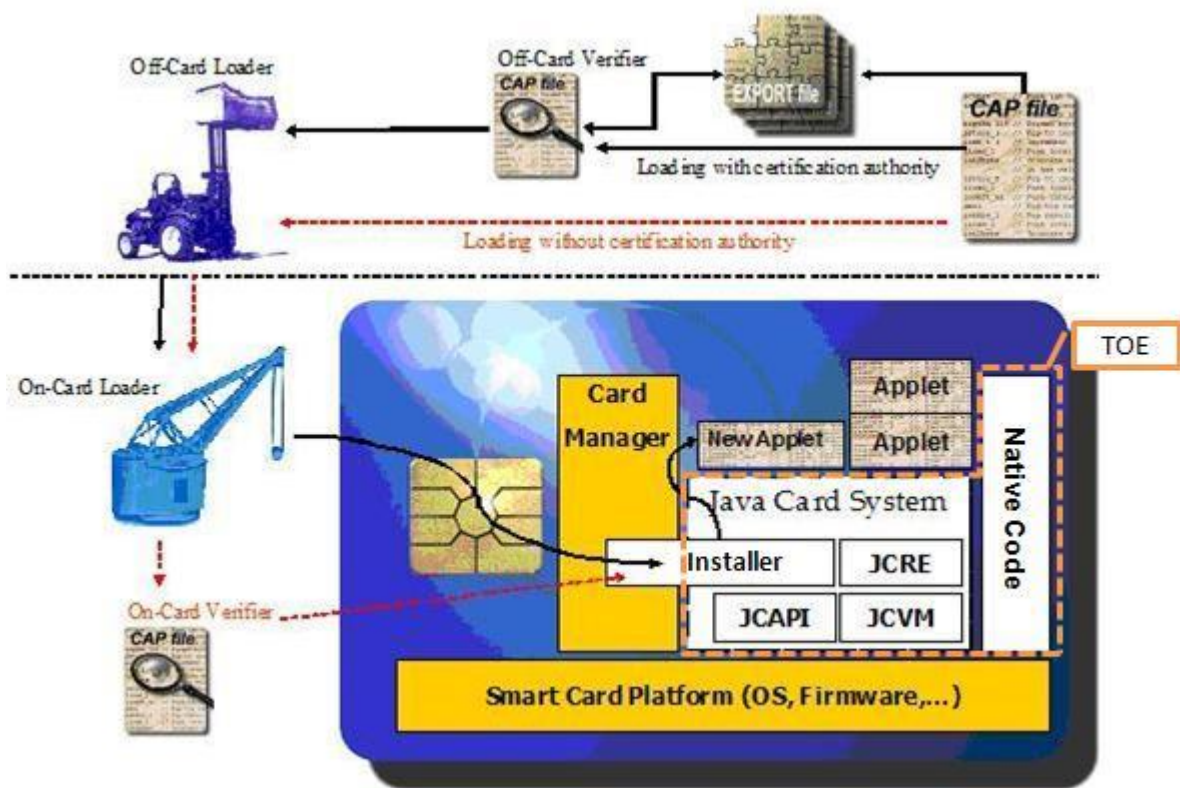 Off-Card Loader
Off-Card Verifier
CAP file
EXPORT file
CAP file
Loading with certification authority
Loading without certification authority
TOE
On-Card Loader
Card
Manager
Applet
New Applet
Applet
Native Code
Java Card System
Installer
JCRE
On-Card Verifier
CAP file
JCAPI
JCVM
Smart Card Platform (OS, Firmware,...)